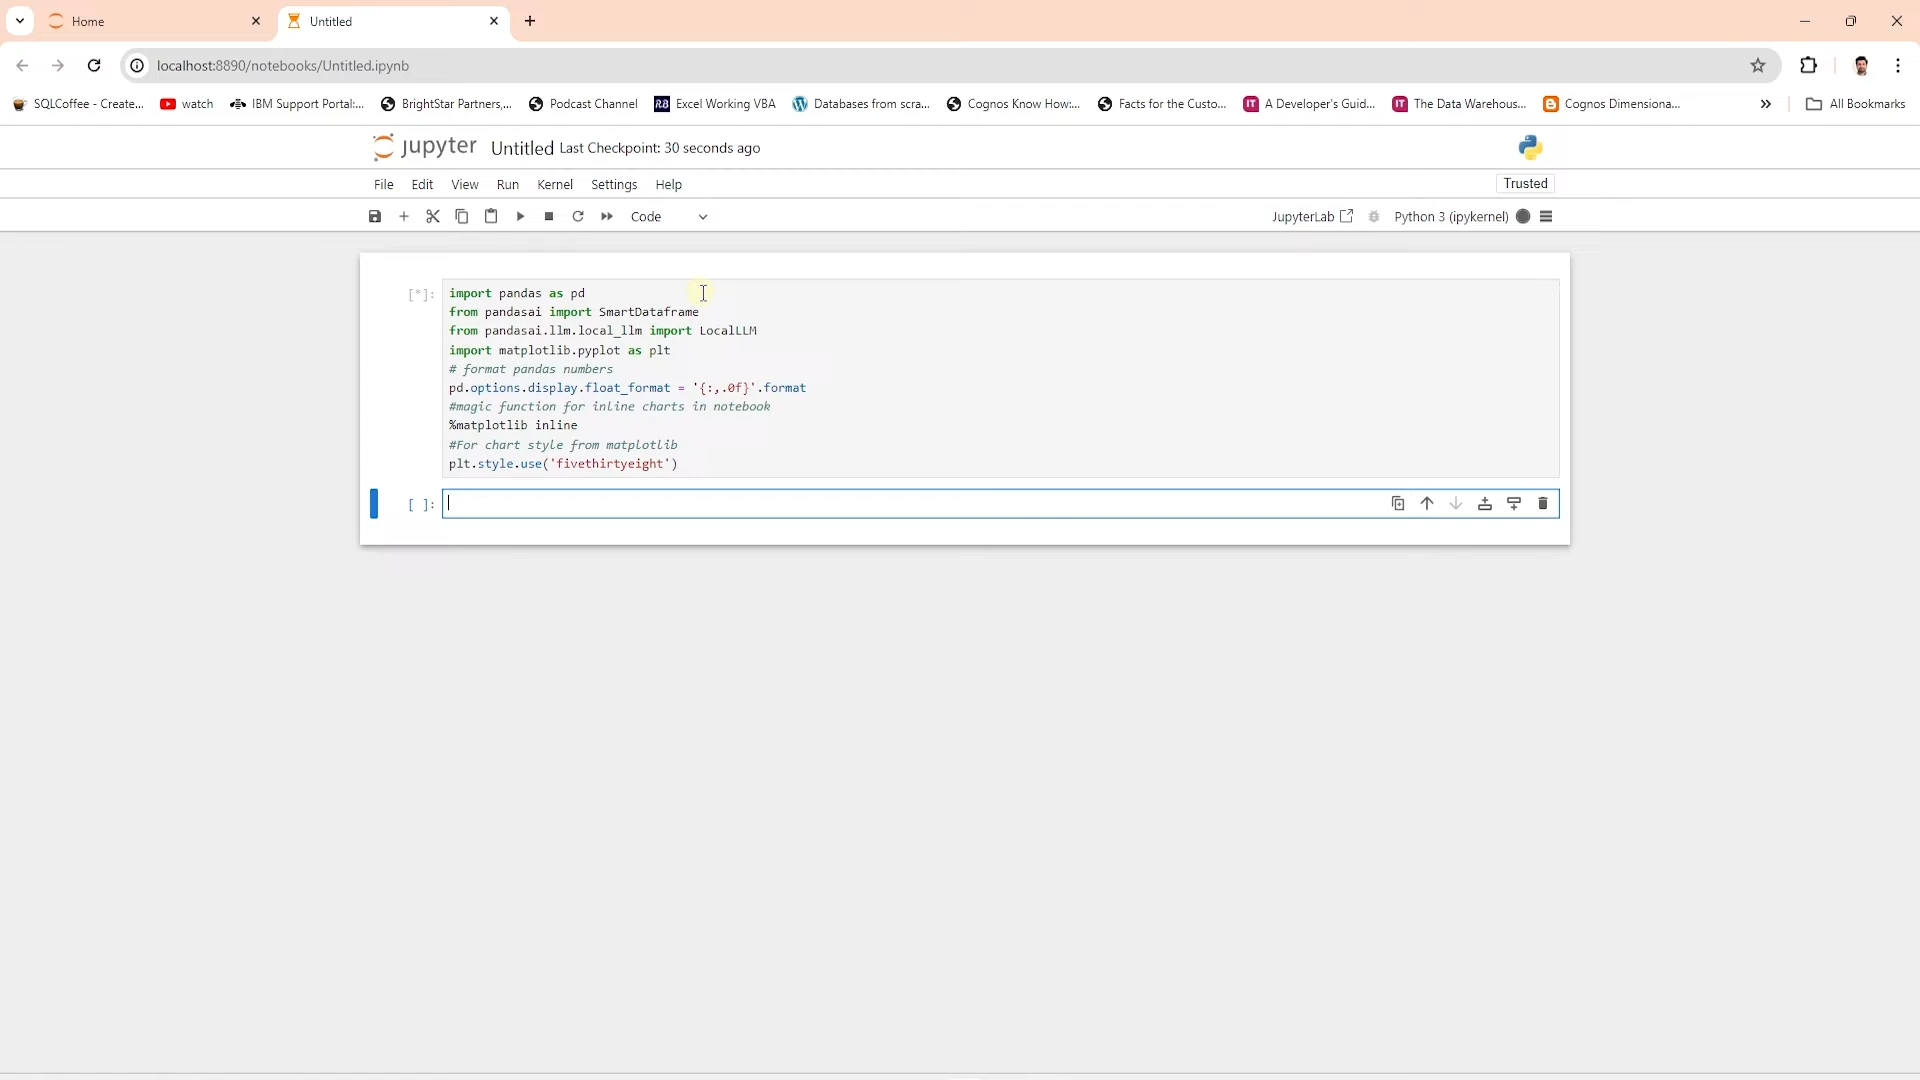 Home
Untitled
localhost:8890/notebooks/Untitled.ipynb
SQLCoffee - Create...
watch
IBM Support Portal:...
BrightStar Partners,...
Podcast Channel
RB
Excel Working VBA
Databases from scra...
Cognos Know How:...
Facts for the Custo...
IT
A Developer's Guid...
IT
The Data Warehous...
Cognos Dimensiona...
»
All Bookmarks
jupyter
Untitled Last Checkpoint: 30 seconds ago
File Edit View Run Kernel Settings Help
Trusted
Code
JupyterLab
Python 3 (ipykernel)
[*]:
import pandas as pd
from pandasai import SmartDataframe
from pandasai.llm.local_llm import LocalLLM
import matplotlib.pyplot as plt
# format pandas numbers
pd.options.display.float_format = '{:,.0f}'.format
#magic function for inline charts in notebook
%matplotlib inline
#For chart style from matplotlib
plt.style.use('fivethirtyeight')
[ ]: